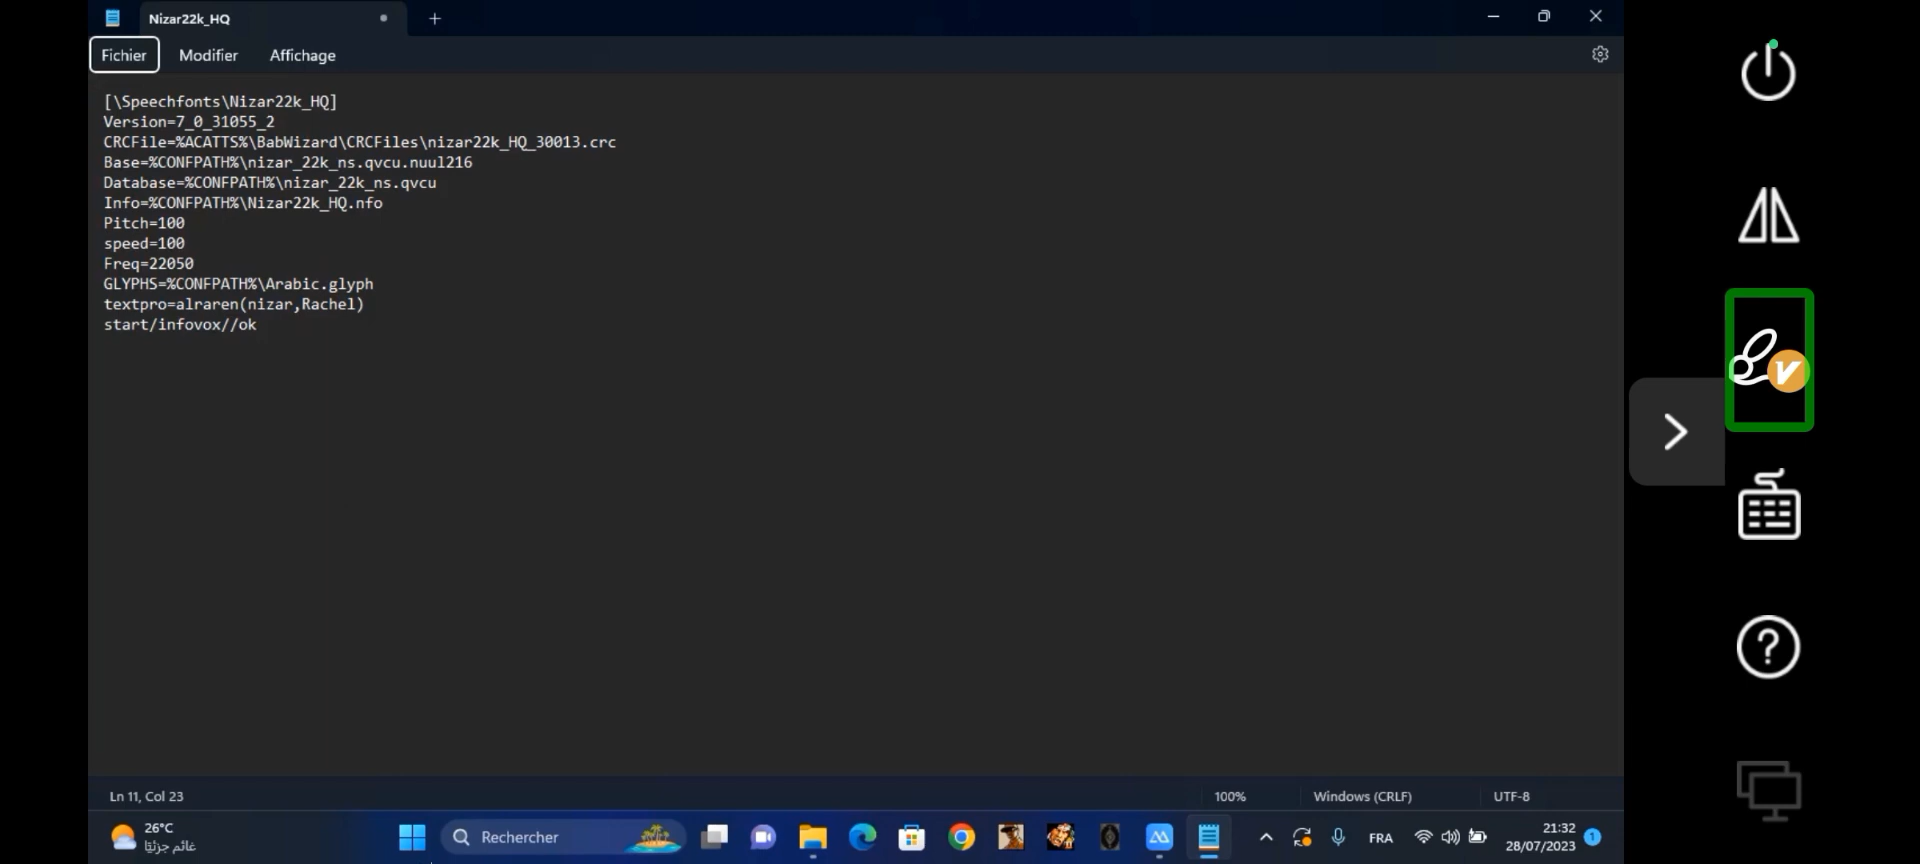 Nizar22k_HQ
Fichier Modifier Affichage
[\Speechfonts\Nizar22k_HQ]
Version=7_0_31055_2
CRCFile=%ACATTS%\BabWizard\CRCFiles\nizar22k_HQ_30013.crc
Base=%CONFPATH%\nizar_22k_ns.qvcu.nuul216
Database=%CONFPATH%\nizar_22k_ns.qvcu
Info=%CONFPATH%\Nizar22k_HQ.nfo
Pitch=100
speed=100
Freq=22050
GLYPHS=%CONFPATH%\Arabic.glyph
textpro=alraren(nizar,Rachel)
start/infovox//ok
Ln 11, Col 23 100% Windows (CRLF) UTF-8
26°C
غائم جزئيًا
Rechercher
FRA
21:32
28/07/2023
1